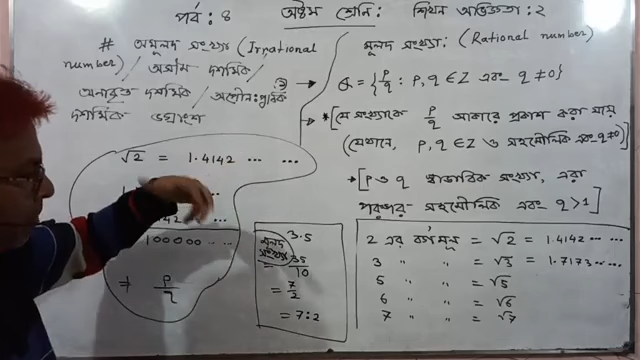 পর্ব: ৪
অষ্টম শ্রেনি: শিখন অভিজ্ঞতা: ২
# অমূলদ সংখ্যা (Irrational
number) / অসীম দশমিক /
অনাবৃত্ত দশমিক / অপৌনঃপুনিক
দশমিক ভগ্নাংশ
√2 = 1.4142 ... ...
100000 ...
≠ p/q
মূলদ সংখ্যা: (Rational number)
→ Q = {p/q : p, q ∈ Z এবং q ≠ 0}
* [যে সংখ্যাকে p/q আকারে প্রকাশ করা যায়
(যেখানে, p, q ∈ Z ও সহমৌলিক এবং q ≠ 0)
* [p ও q স্বাভাবিক সংখ্যা, এরা
পরস্পর সহমৌলিক এবং q > 1]
3.5
মূলদ
সংখ্যা
= 35/10
= 7/2
= 7:2
2 এর বর্গমূল = √2 = 1.4142 ... ...
3 " " = √3 = 1.7173 ... ...
5 " " = √5
6 " " = √6
7 " " = √7